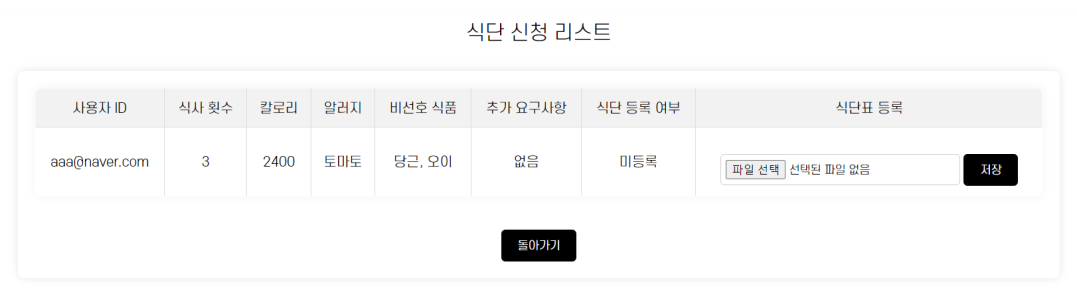 식단 신청 리스트
사용자 ID 식사 횟수 칼로리 알러지 비선호 식품 추가 요구사항 식단 등록 여부 식단표 등록
aaa@naver.com 3 2400 토마토 당근, 오이 없음 미등록 파일 선택 선택된 파일 없음 저장
돌아가기